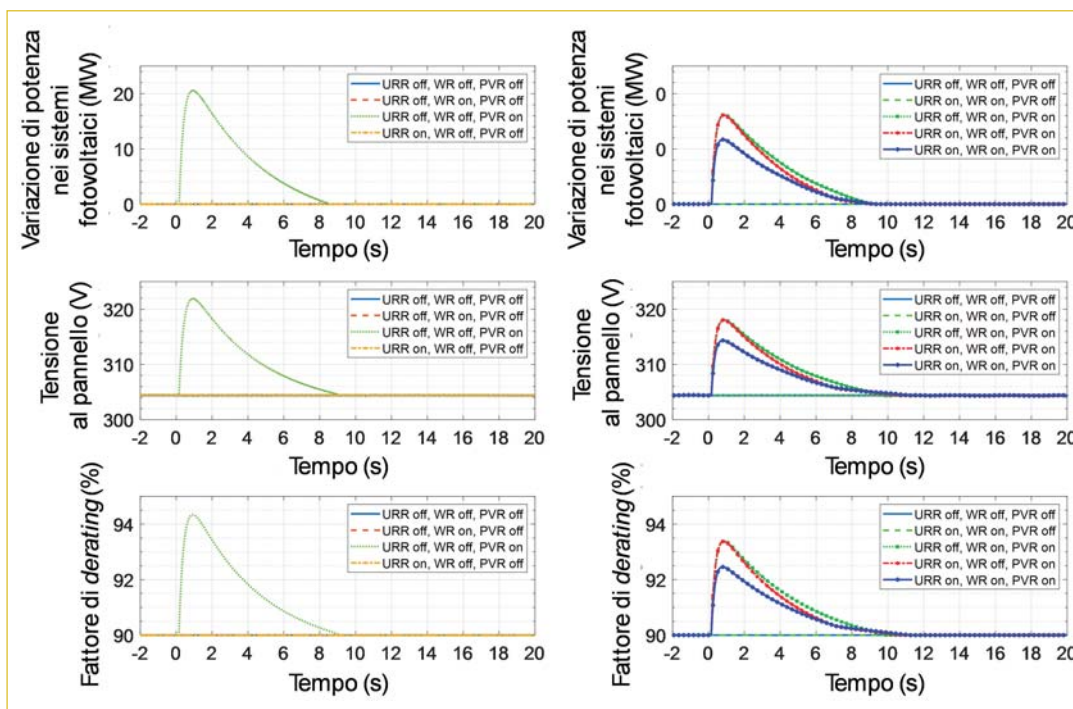 Variazione di potenza
nei sistemi
fotovoltaici (MW)
20
10
0
-2 0 2 4 6 8 10 12 14 16 18 20
Tempo (s)
URR off, WR off, PVR off
URR off, WR on, PVR off
URR off, WR off, PVR on
URR on, WR off, PVR off
Variazione di potenza
nei sistemi
fotovoltaici (MW)
0
0
0
-2 0 2 4 6 8 10 12 14 16 18 20
Tempo (s)
URR off, WR off, PVR off
URR on, WR on, PVR off
URR off, WR on, PVR on
URR on, WR off, PVR on
URR on, WR on, PVR on
Tensione
al pannello (V)
320
310
300
-2 0 2 4 6 8 10 12 14 16 18 20
Tempo (s)
URR off, WR off, PVR off
URR off, WR on, PVR off
URR off, WR off, PVR on
URR on, WR off, PVR off
Tensione
al pannello (V)
320
310
300
-2 0 2 4 6 8 10 12 14 16 18 20
Tempo (s)
URR off, WR off, PVR off
URR on, WR on, PVR off
URR off, WR on, PVR on
URR on, WR off, PVR on
URR on, WR on, PVR on
Fattore di derating (%)
94
92
90
-2 0 2 4 6 8 10 12 14 16 18 20
Tempo (s)
URR off, WR off, PVR off
URR off, WR on, PVR off
URR off, WR off, PVR on
URR on, WR off, PVR off
Fattore di derating (%)
94
92
90
-2 0 2 4 6 8 10 12 14 16 18 20
Tempo (s)
URR off, WR off, PVR off
URR on, WR on, PVR off
URR off, WR on, PVR on
URR on, WR off, PVR on
URR on, WR on, PVR on